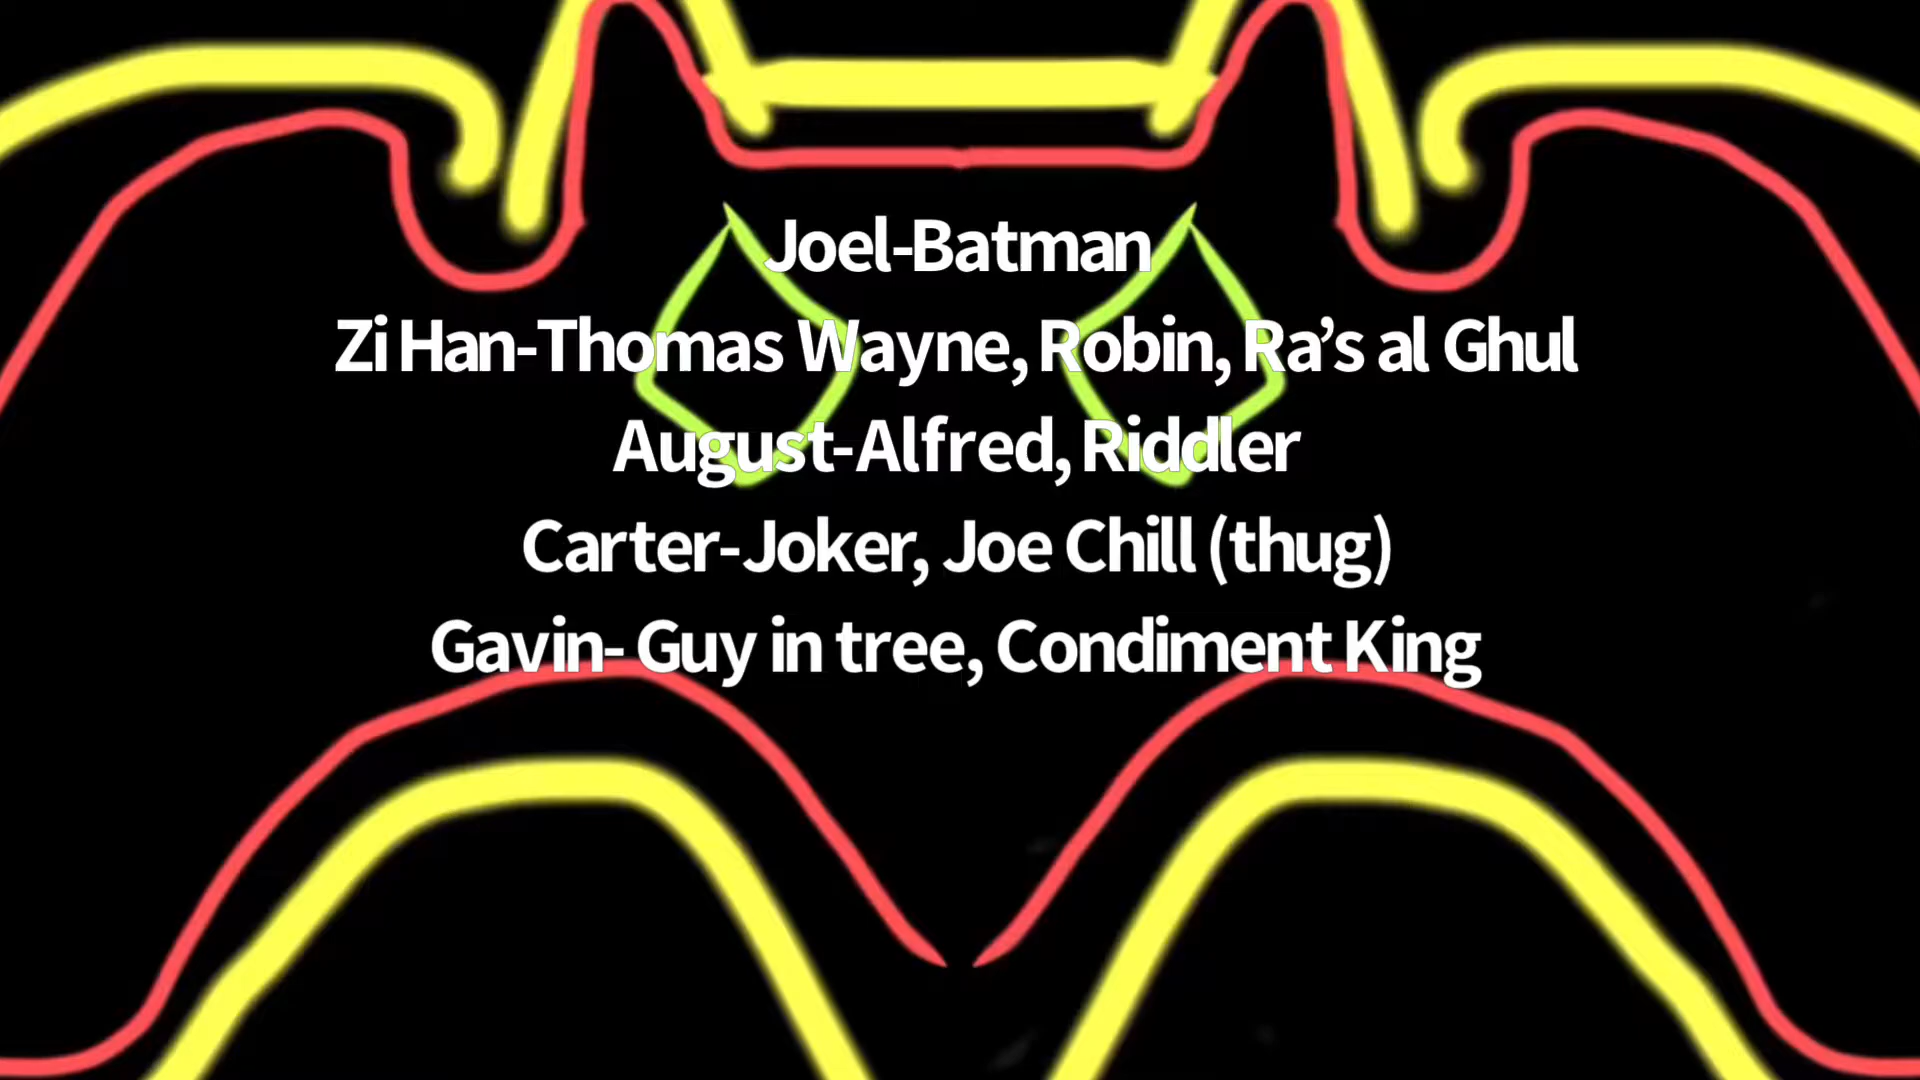 Joel-Batman
Zi Han-Thomas Wayne, Robin, Ra’s al Ghul
August-Alfred, Riddler
Carter-Joker, Joe Chill (thug)
Gavin- Guy in tree, Condiment King